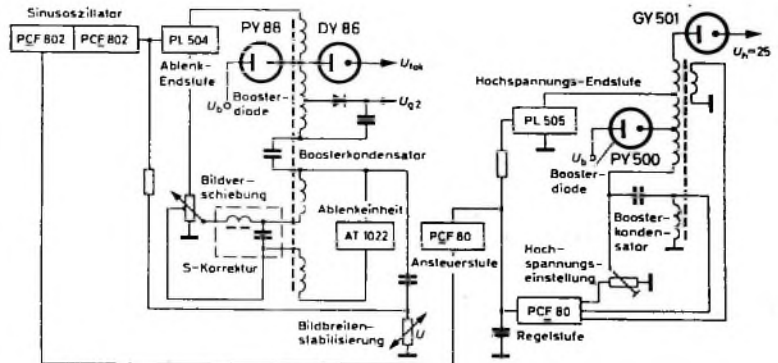 Sinusoszillator
PCF 802
PCF 802
PL 504
Ablenk-
Endstufe
PY 88
DY 86
U_fok
U_b
Booster-
diode
U_g2
Boosterkondensator
Bildver-
schiebung
S-Korrektur
Ablenkeinheit
AT 1022
Bildbreiten-
stabilisierung
U
PCF 80
Ansteuerstufe
Hochspannungs-Endstufe
PL 505
GY 501
U_h=25
U_b
PY 500
Booster-
diode
Booster-
konden-
sator
Hoch-
spannungs-
einstellung
PCF 80
Regelstufe